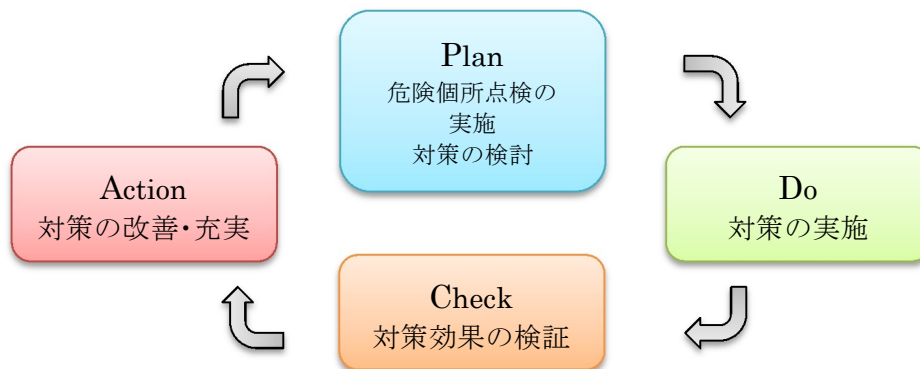 Plan
危険個所点検の
実施
対策の検討
Action
対策の改善・充実
Do
対策の実施
Check
対策効果の検証